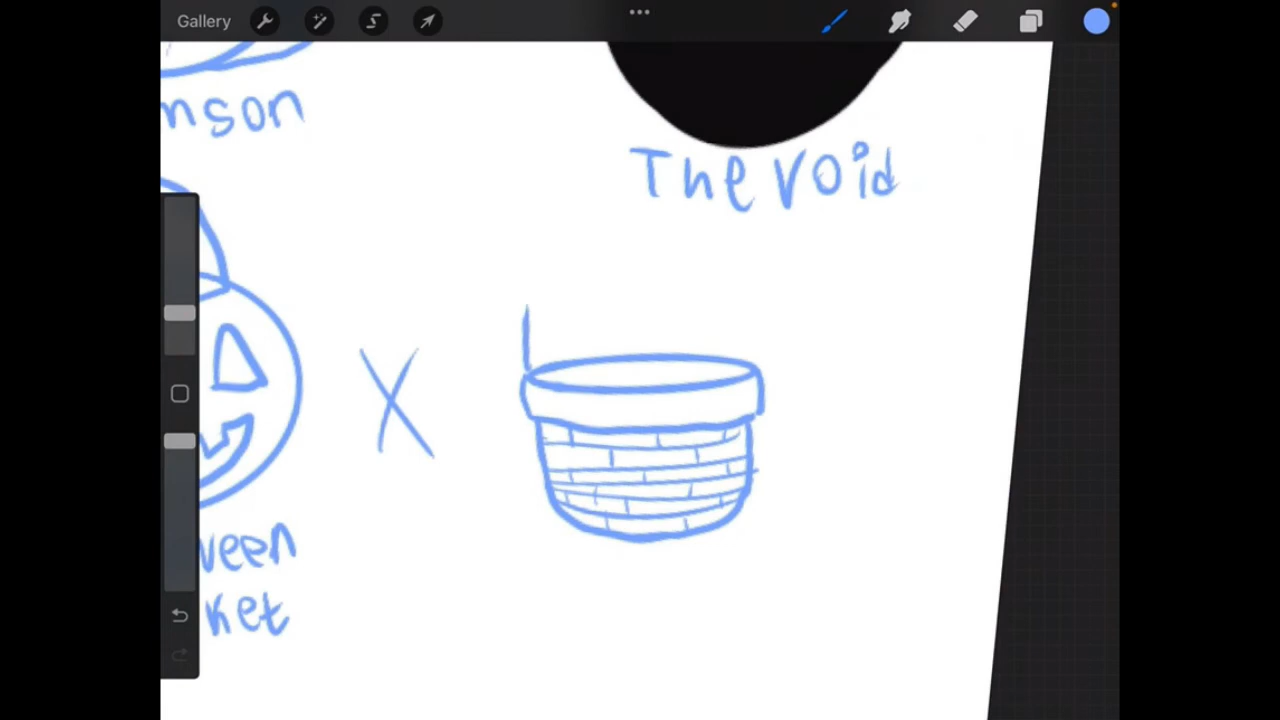 Gallery
nson
The void
X
ween
ket